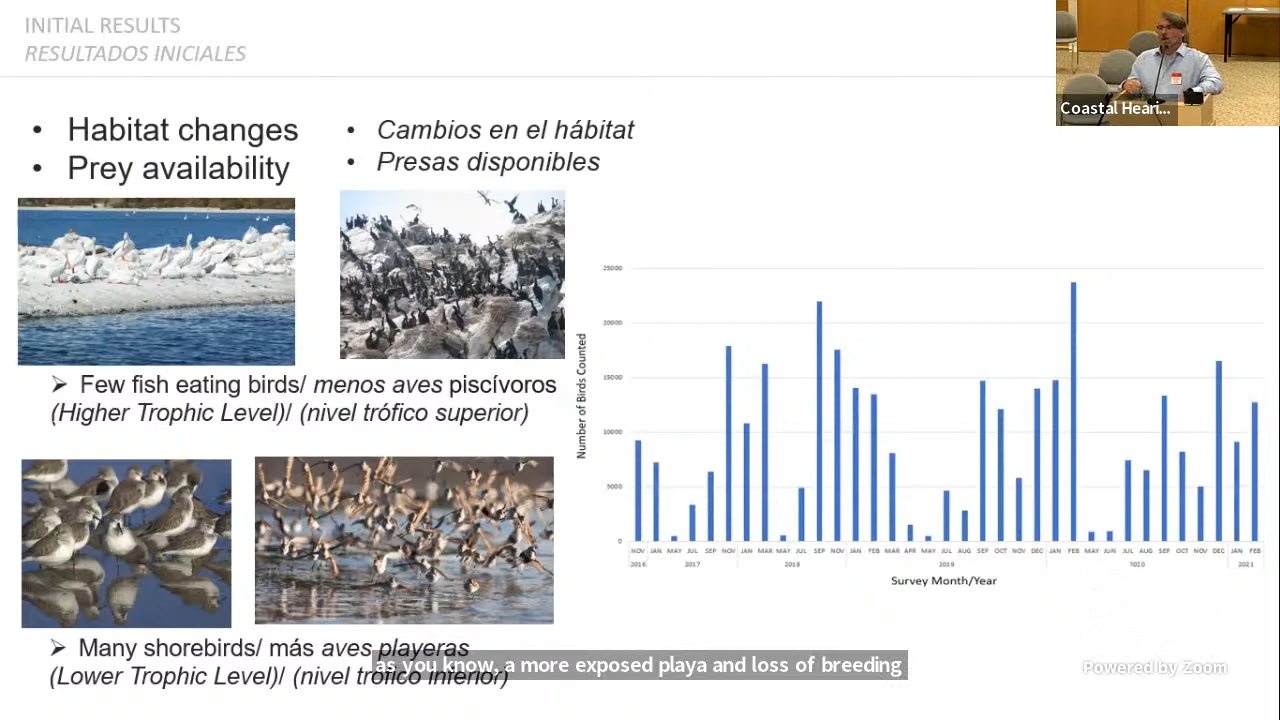 INITIAL RESULTS
RESULTADOS INICIALES
Coastal Heari...
• Habitat changes
• Prey availability
• Cambios en el hábitat
• Presas disponibles
➢ Few fish eating birds/ menos aves piscívoros
(Higher Trophic Level)/ (nivel trófico superior)
➢ Many shorebirds/ más aves playeras
(Lower Trophic Level)/ (nivel trófico inferior)
Number of Birds Counted
25000
20000
15000
10000
5000
0
NOV JAN MAY JUL SEP NOV JAN MAR MAY JUL SEP NOV JAN FEB MAR APR MAY JUL AUG SEP OCT NOV DEC JAN FEB MAY JUN JUL AUG SEP OCT NOV DEC JAN FEB
2016 2017 2018 2019 2020 2021
Survey Month/Year
as you know, a more exposed playa and loss of breeding
Powered by Zoom